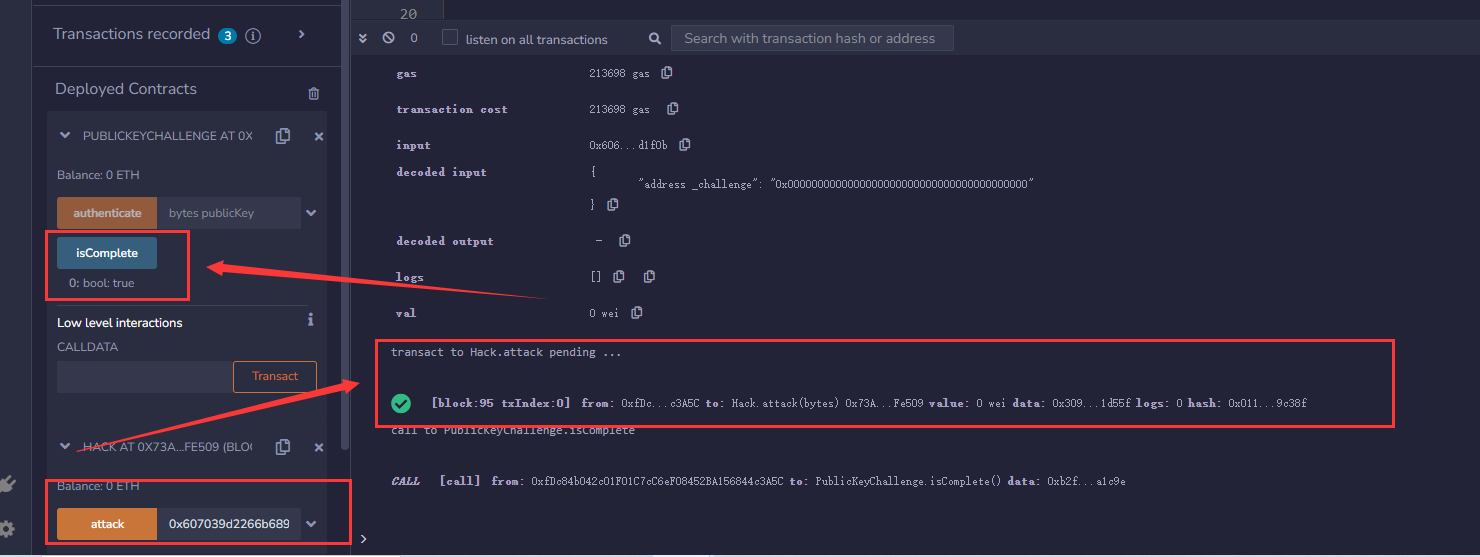 Transactions recorded 3 i
Deployed Contracts
PUBLICKEYCHALLENGE AT 0X
Balance: 0 ETH
authenticate bytes publicKey
isComplete
0: bool: true
Low level interactions
CALLDATA
Transact
HACK AT 0X73A...FE509 (BLOC
Balance: 0 ETH
attack 0x607039d2266b689
20
0 listen on all transactions Search with transaction hash or address
gas 213698 gas
transaction cost 213698 gas
input 0x606...d1f0b
decoded input {
"address _challenge": "0x0000000000000000000000000000000000000000"
}
decoded output -
logs []
val 0 wei
transact to Hack.attack pending ...
[block:95 txIndex:0] from: 0xfDc...c3A5C to: Hack.attack(bytes) 0x73A...Fe509 value: 0 wei data: 0x309...1d55f logs: 0 hash: 0x011...9c38f
call to PublicKeyChallenge.isComplete
CALL [call] from: 0xfDc84b042c01F01C7cC6eF08452BA156844c3A5C to: PublicKeyChallenge.isComplete() data: 0xb2f...a1c9e
>